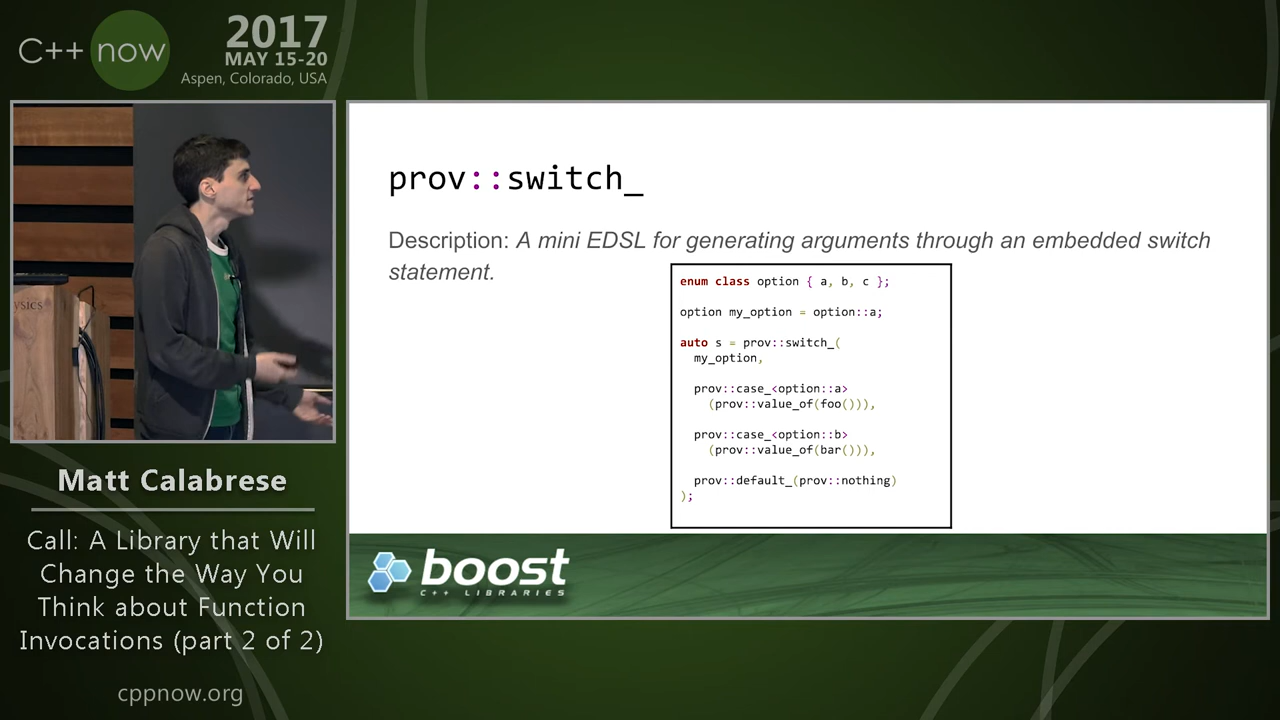 C++ now
2017
MAY 15-20
Aspen, Colorado, USA
YSICS
Matt Calabrese
Call: A Library that Will
Change the Way You
Think about Function
Invocations (part 2 of 2)
cppnow.org
prov::switch_
Description: A mini EDSL for generating arguments through an embedded switch
statement.
enum class option { a, b, c };
option my_option = option::a;
auto s = prov::switch_(
my_option,
prov::case_<option::a>
(prov::value_of(foo())),
prov::case_<option::b>
(prov::value_of(bar())),
prov::default_(prov::nothing)
);
boost
C++ LIBRARIES